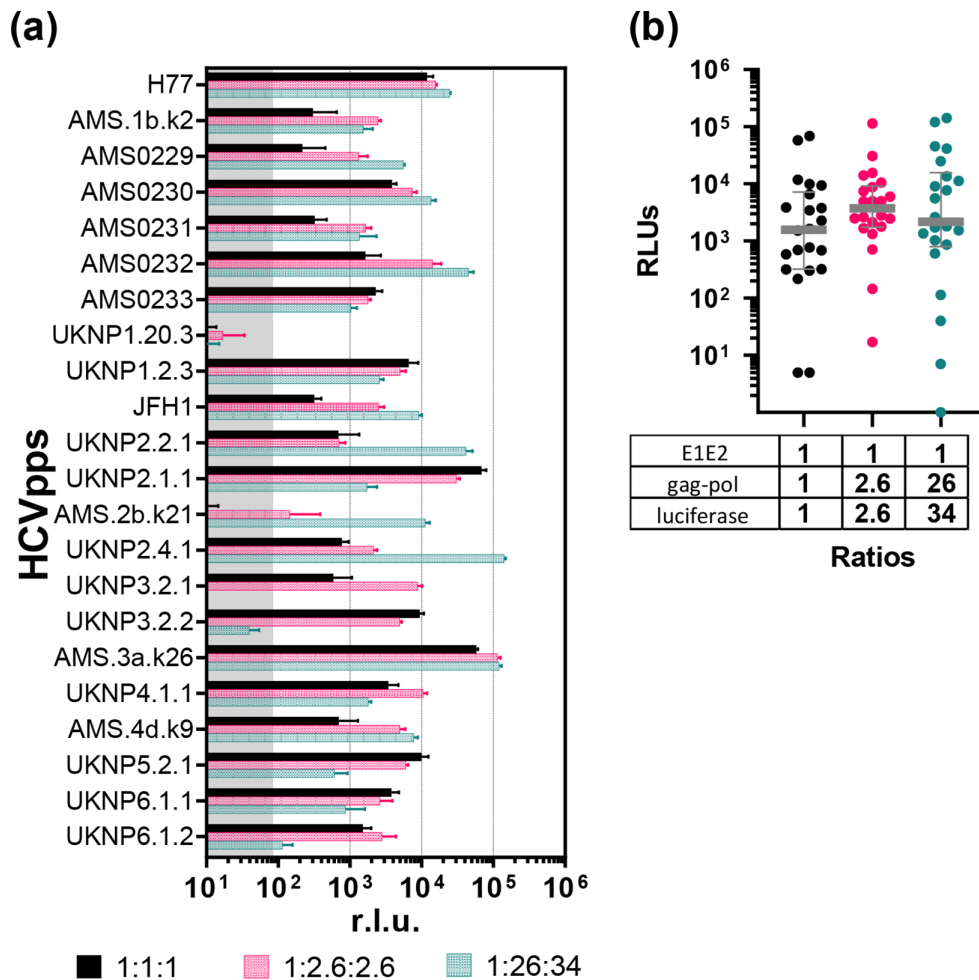 (a)
HCVpps
H77
AMS.1b.k2
AMS0229
AMS0230
AMS0231
AMS0232
AMS0233
UKNP1.20.3
UKNP1.2.3
JFH1
UKNP2.2.1
UKNP2.1.1
AMS.2b.k21
UKNP2.4.1
UKNP3.2.1
UKNP3.2.2
AMS.3a.k26
UKNP4.1.1
AMS.4d.k9
UKNP5.2.1
UKNP6.1.1
UKNP6.1.2
10¹ 10² 10³ 10⁴ 10⁵ 10⁶
r.l.u.
1:1:1 1:2.6:2.6 1:26:34
(b)
RLUs
10⁶
10⁵
10⁴
10³
10²
10¹
E1E2 1 1 1
gag-pol 1 2.6 26
luciferase 1 2.6 34
Ratios